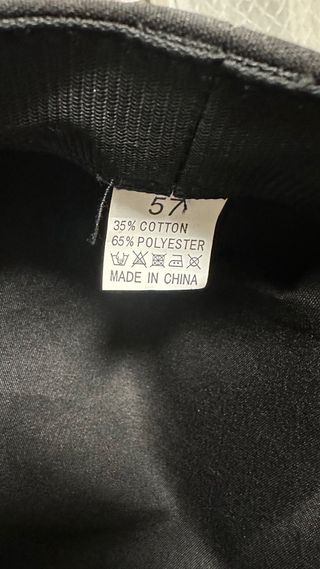 57
35% COTTON
65% POLYESTER
MADE IN CHINA